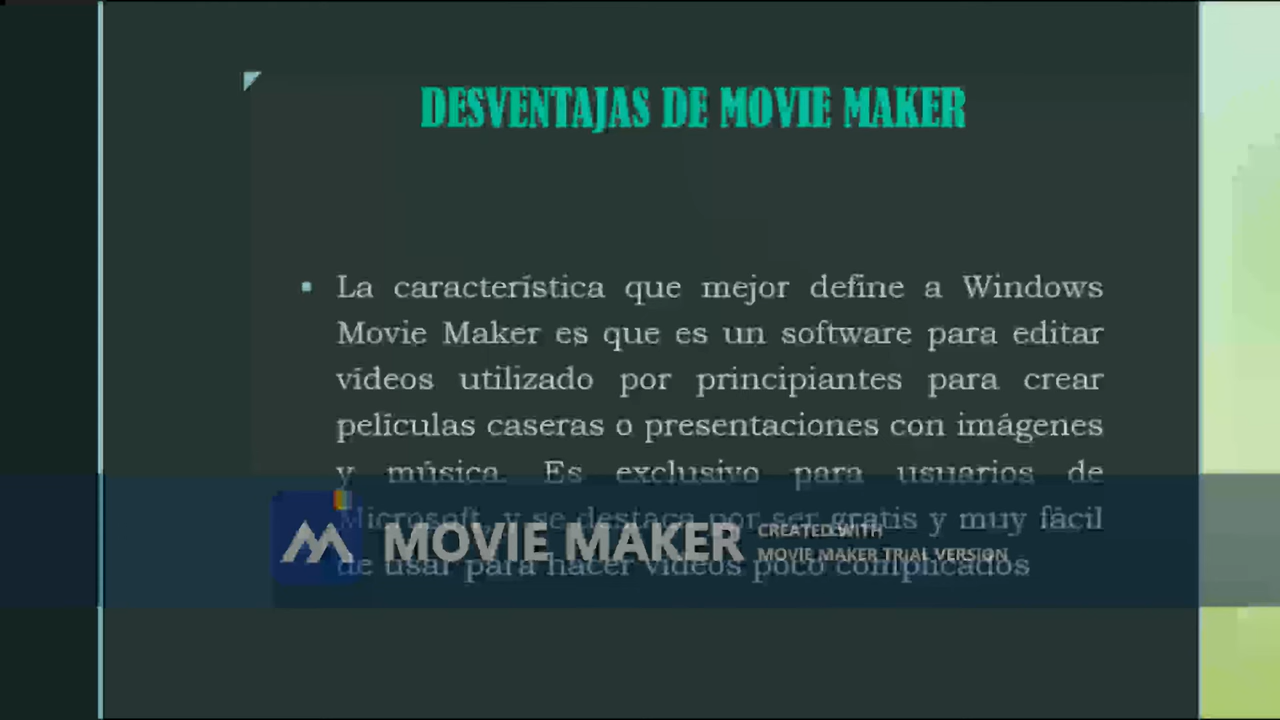 DESVENTAJAS DE MOVIE MAKER
▪ La característica que mejor define a Windows
Movie Maker es que es un software para editar
vídeos utilizado por principiantes para crear
películas caseras o presentaciones con imágenes
y música. Es exclusivo para usuarios de
Microsoft, y se destaca por ser gratis y muy fácil
de usar para hacer vídeos poco complicados
MOVIE MAKER
CREATED WITH
MOVIE MAKER TRIAL VERSION